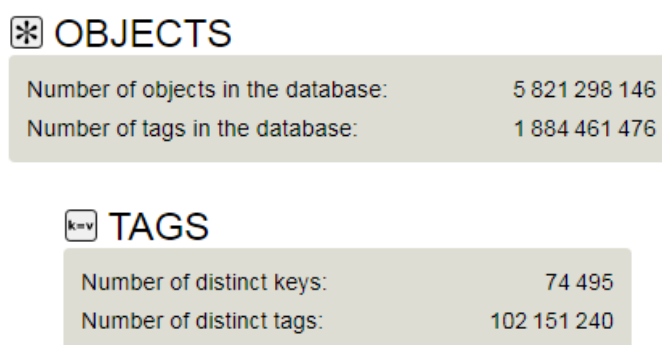 OBJECTS
Number of objects in the database: 5 821 298 146
Number of tags in the database: 1 884 461 476
k=v TAGS
Number of distinct keys: 74 495
Number of distinct tags: 102 151 240